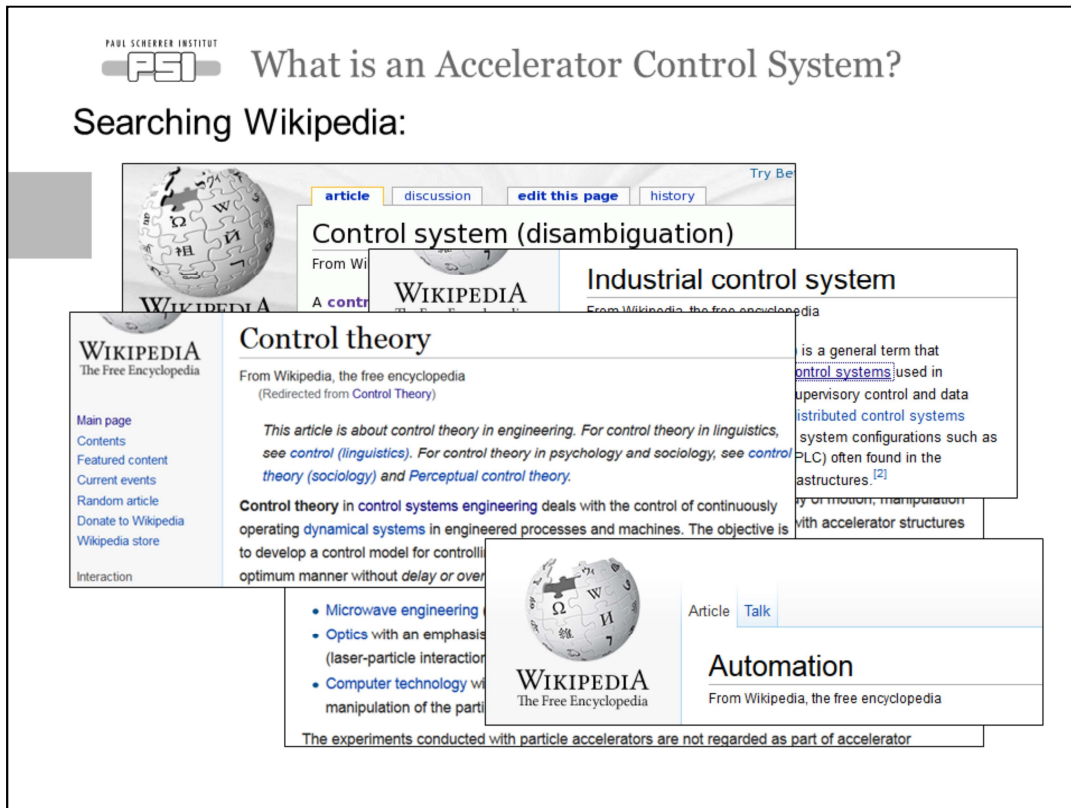 PAUL SCHERRER INSTITUT
PSI
What is an Accelerator Control System?
Searching Wikipedia:
Try Be
article discussion edit this page history
Control system (disambiguation)
From Wi
A contr
WIKIPEDIA
WIKIPEDIA
Industrial control system
From Wikipedia, the free encyclopedia
) is a general term that
ontrol systems used in
upervisory control and data
istributed control systems
system configurations such as
PLC) often found in the
astructures.[2]
WIKIPEDIA
The Free Encyclopedia
Main page
Contents
Featured content
Current events
Random article
Donate to Wikipedia
Wikipedia store
Interaction
Control theory
From Wikipedia, the free encyclopedia
(Redirected from Control Theory)
This article is about control theory in engineering. For control theory in linguistics,
see control (linguistics). For control theory in psychology and sociology, see control
theory (sociology) and Perceptual control theory.
Control theory in control systems engineering deals with the control of continuously
operating dynamical systems in engineered processes and machines. The objective is
to develop a control model for controlli
optimum manner without delay or over
y of motion, manipulation
with accelerator structures
• Microwave engineering (
• Optics with an emphasis
(laser-particle interaction
• Computer technology wi
manipulation of the parti
The experiments conducted with particle accelerators are not regarded as part of accelerator
WIKIPEDIA
The Free Encyclopedia
Article Talk
Automation
From Wikipedia, the free encyclopedia